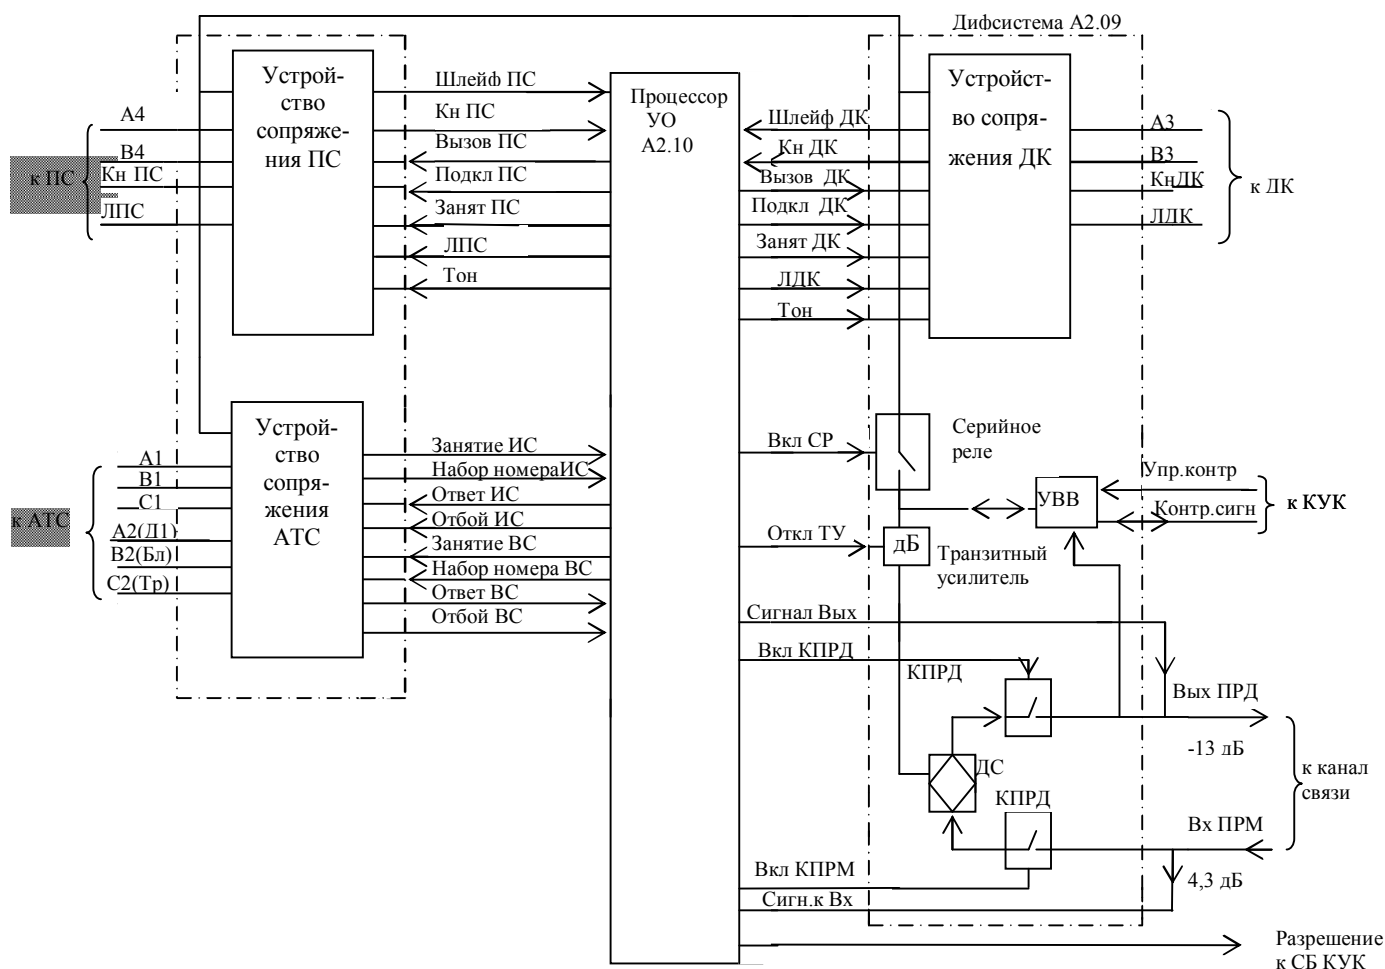 Дифсистема А2.09
Устрой-
ство
сопряже-
ния ПС
А4
В4
Кн ПС
ЛПС
к ПС
Шлейф ПС
Кн ПС
Вызов ПС
Подкл ПС
Занят ПС
ЛПС
Тон
Процессор
УО
А2.10
Шлейф ДК
Кн ДК
Вызов ДК
Подкл ДК
Занят ДК
ЛДК
Тон
Устройст-
во сопря-
жения ДК
А3
В3
КнДК
ЛДК
к ДК
Устрой-
ство
сопря-
жения
АТС
А1
В1
С1
А2(Д1)
В2(Бл)
С2(Тр)
к АТС
Занятие ИС
Набор номераИС
Ответ ИС
Отбой ИС
Занятие ВС
Набор номера ВС
Ответ ВС
Отбой ВС
Вкл СР
Серийное
реле
УВВ
Упр.контр
Контр.сигн
к КУК
Откл ТУ
дБ
Транзитный
усилитель
Сигнал Вых
Вкл КПРД
КПРД
Вых ПРД
-13 дБ
ДС
к канал
связи
КПРД
Вх ПРМ
4,3 дБ
Вкл КПРМ
Сигн.к Вх
Разрешение
к СБ КУК